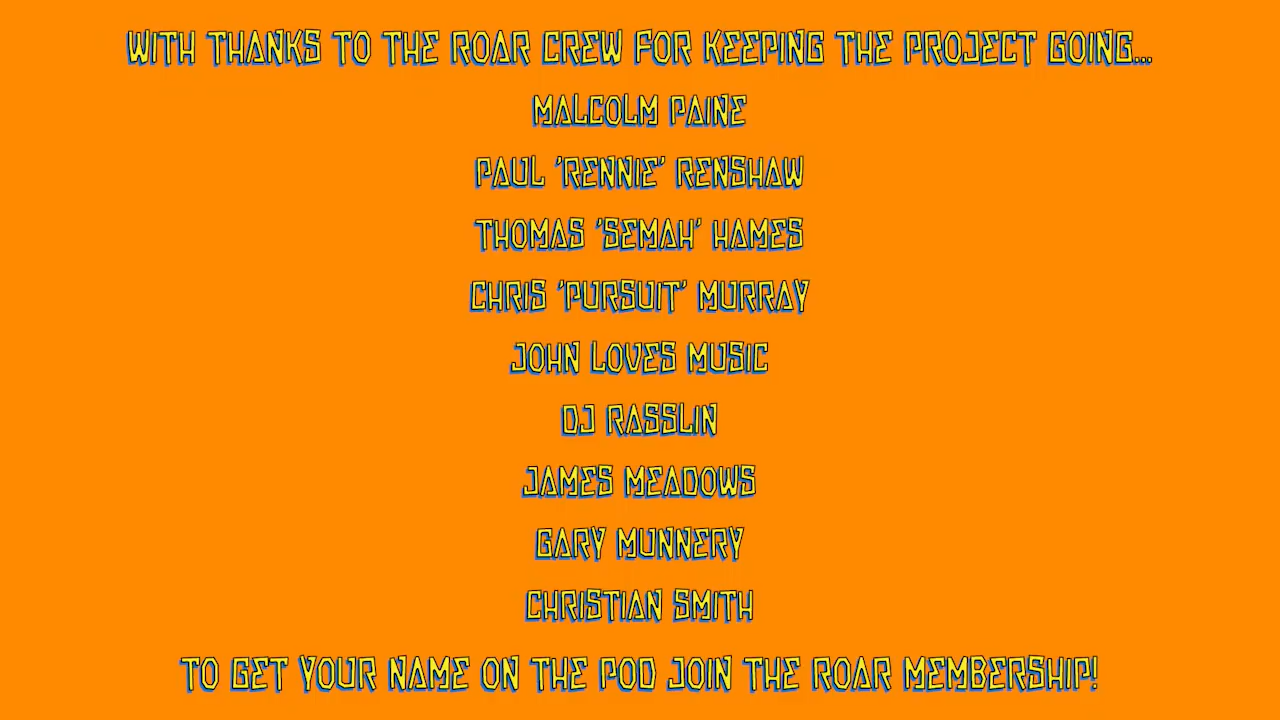 WITH THANKS TO THE ROAR CREW FOR KEEPING THE PROJECT GOING...
MALCOLM PAINE
PAUL 'RENNIE' RENSHAW
THOMAS 'SEMAH' HAMES
CHRIS 'PURSUIT' MURRAY
JOHN LOVES MUSIC
DJ RASSLIN
JAMES MEADOWS
GARY MUNNERY
CHRISTIAN SMITH
TO GET YOUR NAME ON THE POD JOIN THE ROAR MEMBERSHIP!